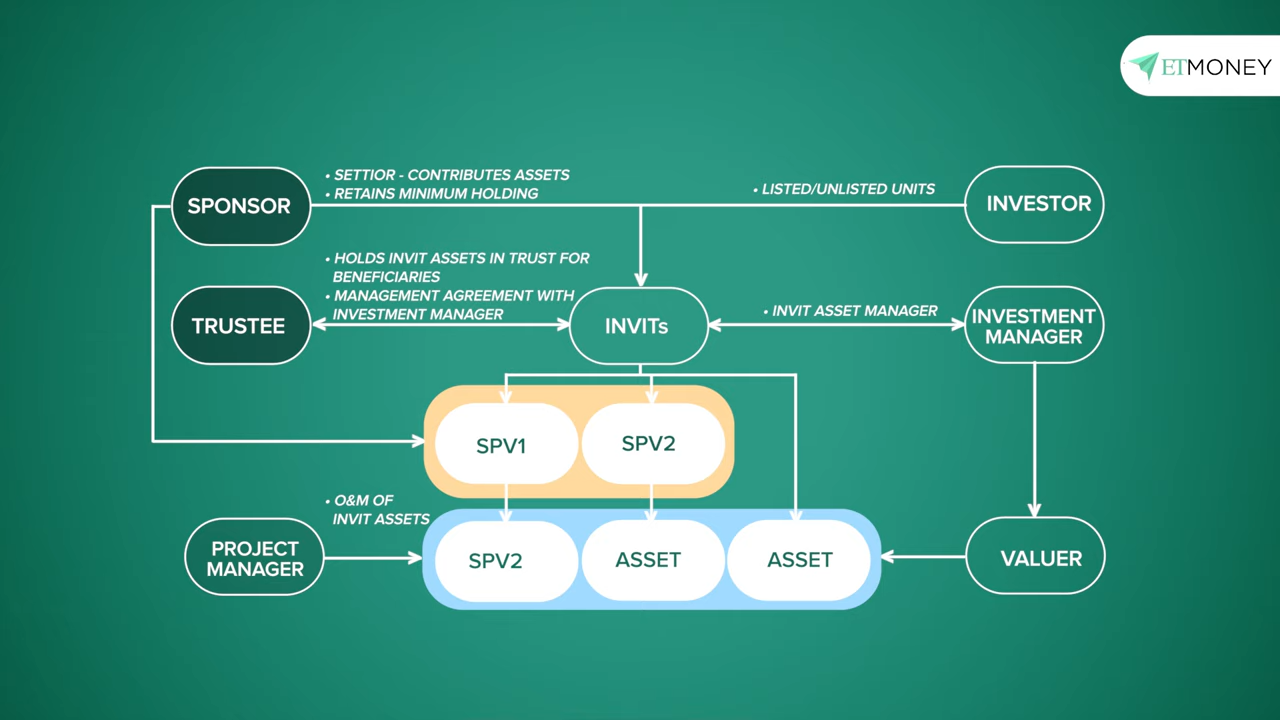 ETMONEY
• SETTIOR - CONTRIBUTES ASSETS
• RETAINS MINIMUM HOLDING
• LISTED/UNLISTED UNITS
SPONSOR
INVESTOR
• HOLDS INVIT ASSETS IN TRUST FOR
BENEFICIARIES
• MANAGEMENT AGREEMENT WITH
INVESTMENT MANAGER
• INVIT ASSET MANAGER
TRUSTEE
INVITs
INVESTMENT
MANAGER
SPV1
SPV2
• O&M OF
INVIT ASSETS
PROJECT
MANAGER
SPV2
ASSET
ASSET
VALUER